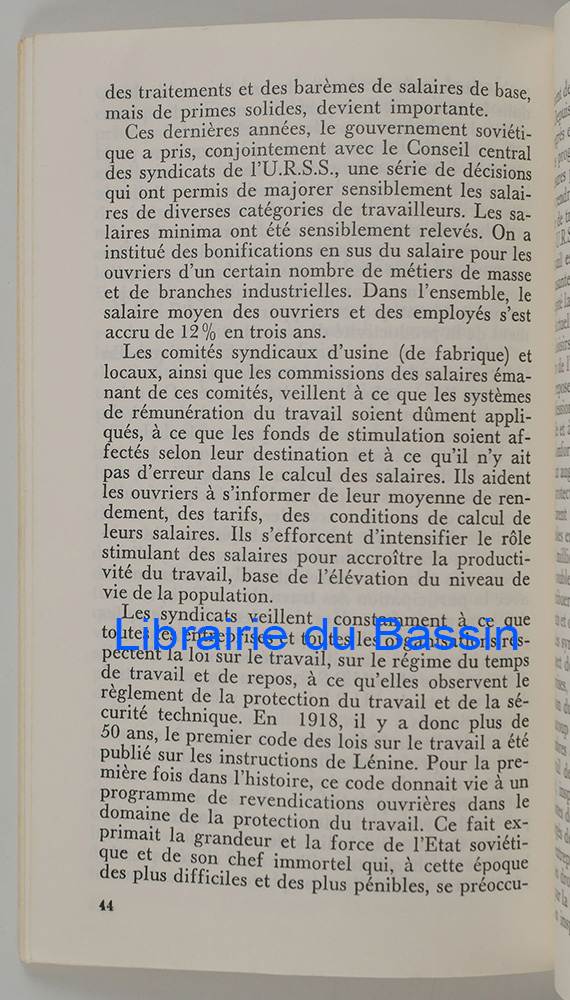 des traitements et des barèmes de salaires de base,
mais de primes solides, devient importante.
Ces dernières années, le gouvernement soviéti-
que a pris, conjointement avec le Conseil central
des syndicats de l'U.R.S.S., une série de décisions
qui ont permis de majorer sensiblement les salai-
res de diverses catégories de travailleurs. Les sa-
laires minima ont été sensiblement relevés. On a
institué des bonifications en sus du salaire pour les
ouvriers d'un certain nombre de métiers de masse
et de branches industrielles. Dans l'ensemble, le
salaire moyen des ouvriers et des employés s'est
accru de 12% en trois ans.
Les comités syndicaux d'usine (de fabrique) et
locaux, ainsi que les commissions des salaires éma-
nant de ces comités, veillent à ce que les systèmes
de rémunération du travail soient dûment appli-
qués, à ce que les fonds de stimulation soient af-
fectés selon leur destination et à ce qu'il n'y ait
pas d'erreur dans le calcul des salaires. Ils aident
les ouvriers à s'informer de leur moyenne de ren-
dement, des tarifs, des conditions de calcul de
leurs salaires. Ils s'efforcent d'intensifier le rôle
stimulant des salaires pour accroître la producti-
vité du travail, base de l'élévation du niveau de
vie de la population.
Les syndicats veillent constamment à ce que
toutes les entreprises et toutes les organisations res-
Librairie du Bassin
pectent la loi sur le travail, sur le régime du temps
de travail et de repos, à ce qu'elles observent le
règlement de la protection du travail et de la sé-
curité technique. En 1918, il y a donc plus de
50 ans, le premier code des lois sur le travail a été
publié sur les instructions de Lénine. Pour la pre-
mière fois dans l'histoire, ce code donnait vie à un
programme de revendications ouvrières dans le
domaine de la protection du travail. Ce fait ex-
primait la grandeur et la force de l'Etat soviéti-
que et de son chef immortel qui, à cette époque
des plus difficiles et des plus pénibles, se préoccu-
44